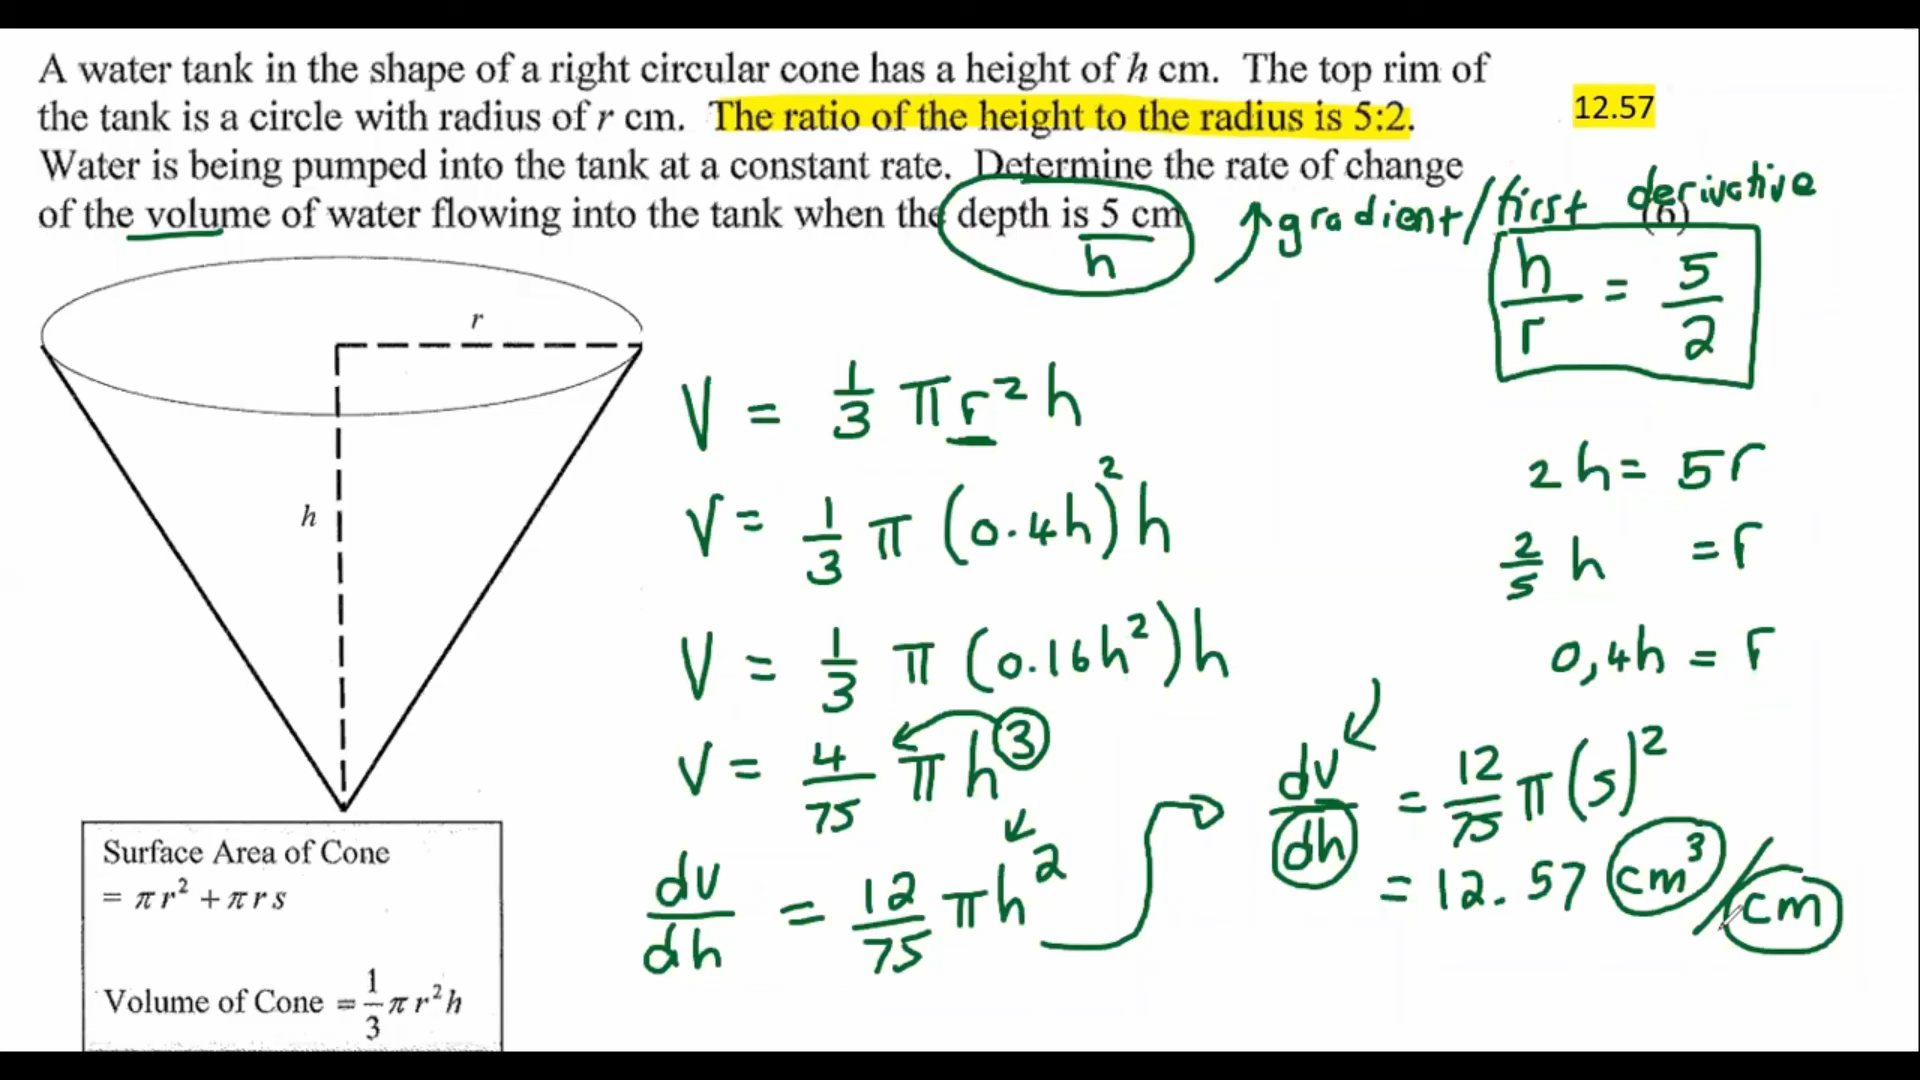 A water tank in the shape of a right circular cone has a height of h cm. The top rim of
the tank is a circle with radius of r cm. The ratio of the height to the radius is 5:2.
Water is being pumped into the tank at a constant rate. Determine the rate of change
of the volume of water flowing into the tank when the depth is 5 cm
12.57
h
gradient/first derivative
(6)
h/r = 5/2
r
h
V = 1/3 πr²h
V = 1/3 π (0.4h)²h
V = 1/3 π (0.16h²)h
V = 4/75 πh³
dv/dh = 12/75 πh²
2h = 5r
2/5 h = r
0,4h = r
dv/dh = 12/75 π(5)²
= 12.57 cm³/cm
Surface Area of Cone
= πr² + πrs
Volume of Cone = 1/3 πr²h